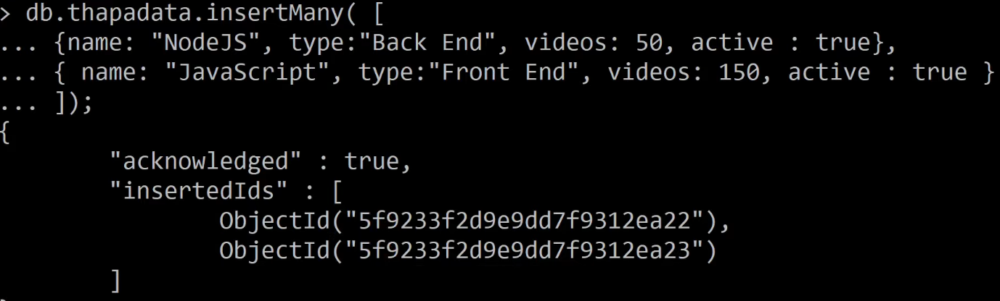 > db.thapadata.insertMany( [
... {name: "NodeJS", type:"Back End", videos: 50, active : true},
... { name: "JavaScript", type:"Front End", videos: 150, active : true }
... ]);
{
        "acknowledged" : true,
        "insertedIds" : [
                ObjectId("5f9233f2d9e9dd7f9312ea22"),
                ObjectId("5f9233f2d9e9dd7f9312ea23")
        ]
}